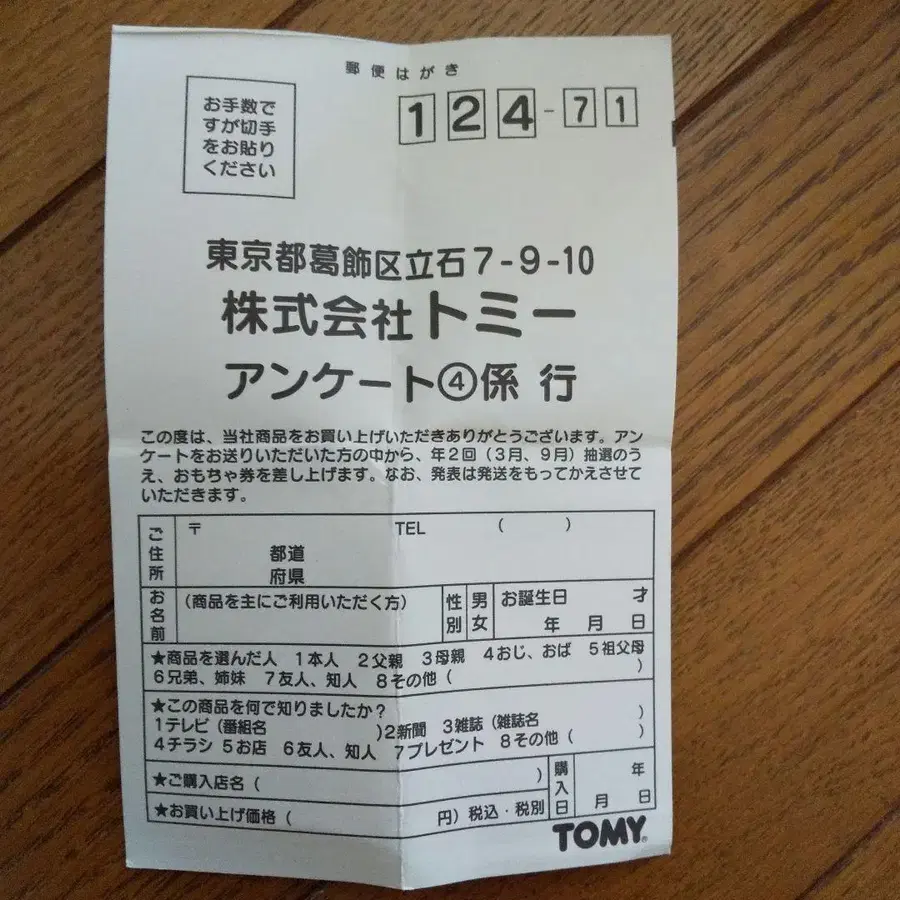 郵便はがき
お手数で
すが切手
をお貼り
ください
124-71
東京都葛飾区立石7-9-10
株式会社トミー
アンケート④係 行
この度は、当社商品をお買い上げいただきありがとうございます。アン
ケートをお送りいただいた方の中から、年2回(3月、9月)抽選のう
え、おもちゃ券を差し上げます。なお、発表は発送をもってかえさせて
いただきます。
ご住所 〒 TEL ( )
都道
府県
お名前 (商品を主にご利用いただく方) 性別 男女 お誕生日 才
年 月 日
★商品を選んだ人 1本人 2父親 3母親 4おじ、おば 5祖父母
6兄弟、姉妹 7友人、知人 8その他( )
★この商品を何で知りましたか?
1テレビ(番組名 )2新聞 3雑誌(雑誌名 )
4チラシ 5お店 6友人、知人 7プレゼント 8その他( )
★ご購入店名( ) 購入日 年
月 日
★お買い上げ価格( 円)税込・税別
TOMY®